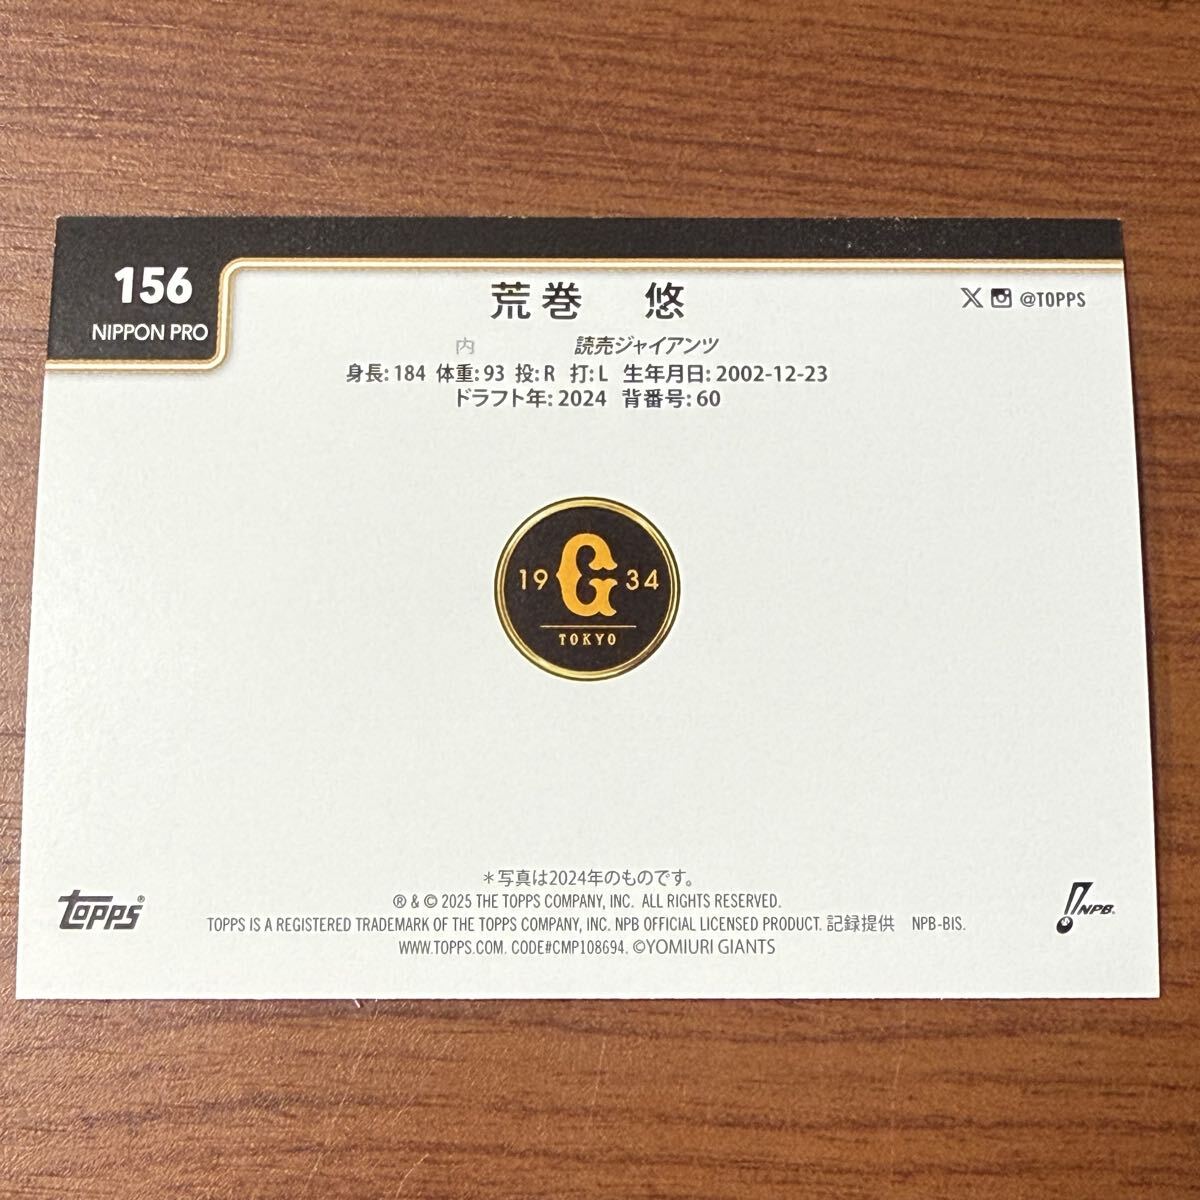 156
NIPPON PRO
荒巻 悠
@TOPPS
内 読売ジャイアンツ
身長: 184 体重: 93 投: R 打: L 生年月日: 2002-12-23
ドラフト年: 2024 背番号: 60
19 G 34
TOKYO
＊写真は2024年のものです。
® & © 2025 THE TOPPS COMPANY, INC. ALL RIGHTS RESERVED.
TOPPS IS A REGISTERED TRADEMARK OF THE TOPPS COMPANY, INC. NPB OFFICIAL LICENSED PRODUCT. 記録提供 NPB-BIS.
WWW.TOPPS.COM. CODE#CMP108694. ©YOMIURI GIANTS
topps®
NPB®